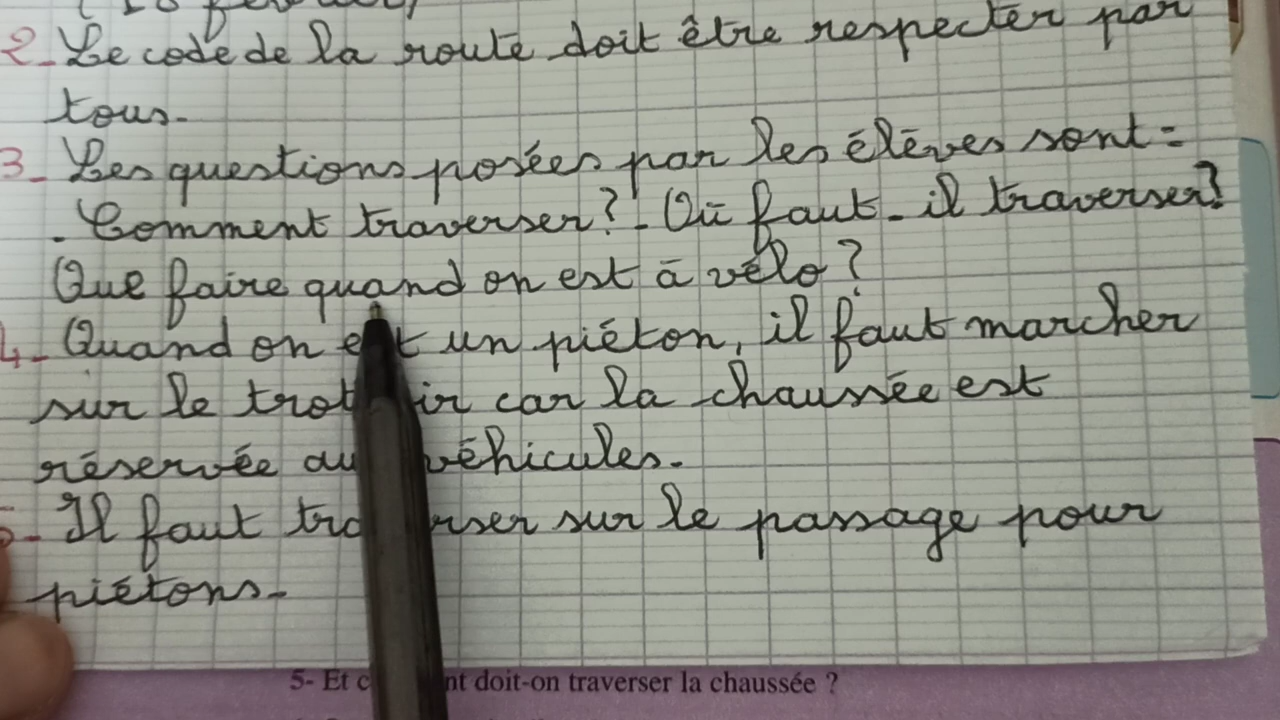 2- Le code de la route doit être respecter par
tous.
3- Les questions posées par les élèves sont:
- Comment traverser? - Où faut-il traverser?
Que faire quand on est à vélo?
4- Quand on est un piéton, il faut marcher
sur le trottoir car la chaussée est
réservée aux véhicules.
5- Il faut traverser sur le passage pour
piétons.
5- Et comment doit-on traverser la chaussée ?